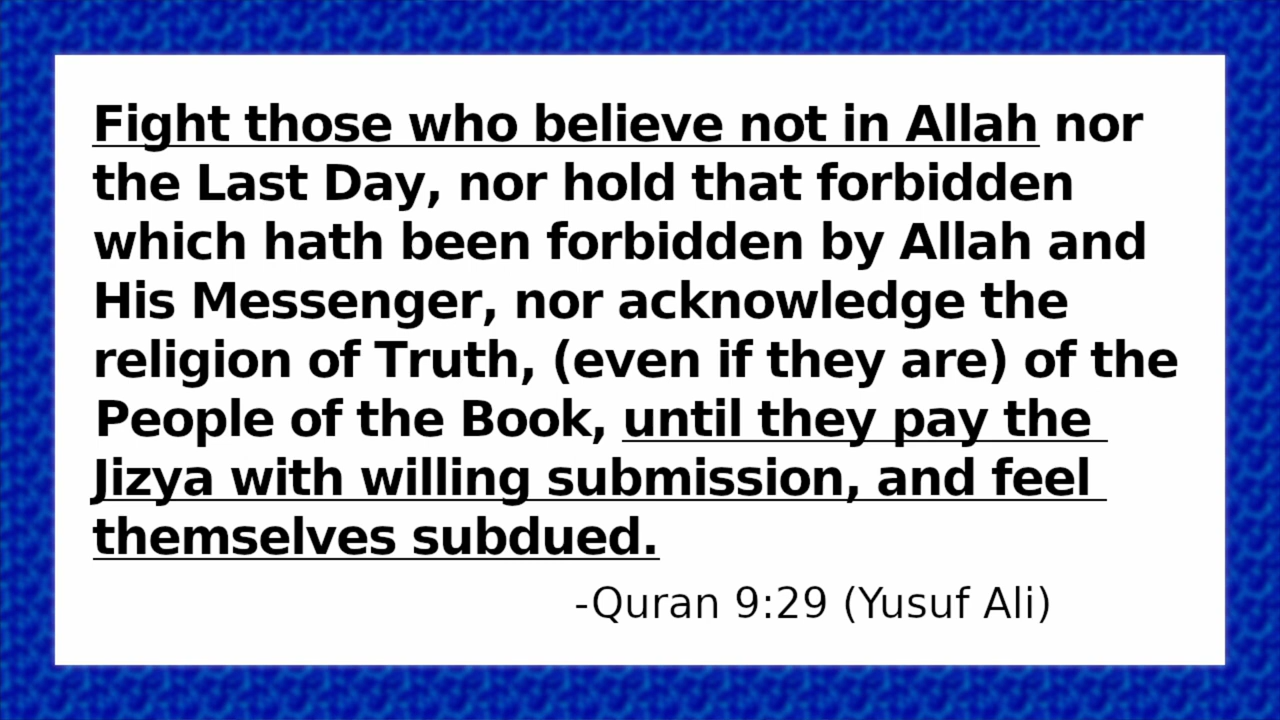 Fight those who believe not in Allah nor
the Last Day, nor hold that forbidden
which hath been forbidden by Allah and
His Messenger, nor acknowledge the
religion of Truth, (even if they are) of the
People of the Book, until they pay the
Jizya with willing submission, and feel
themselves subdued.
-Quran 9:29 (Yusuf Ali)